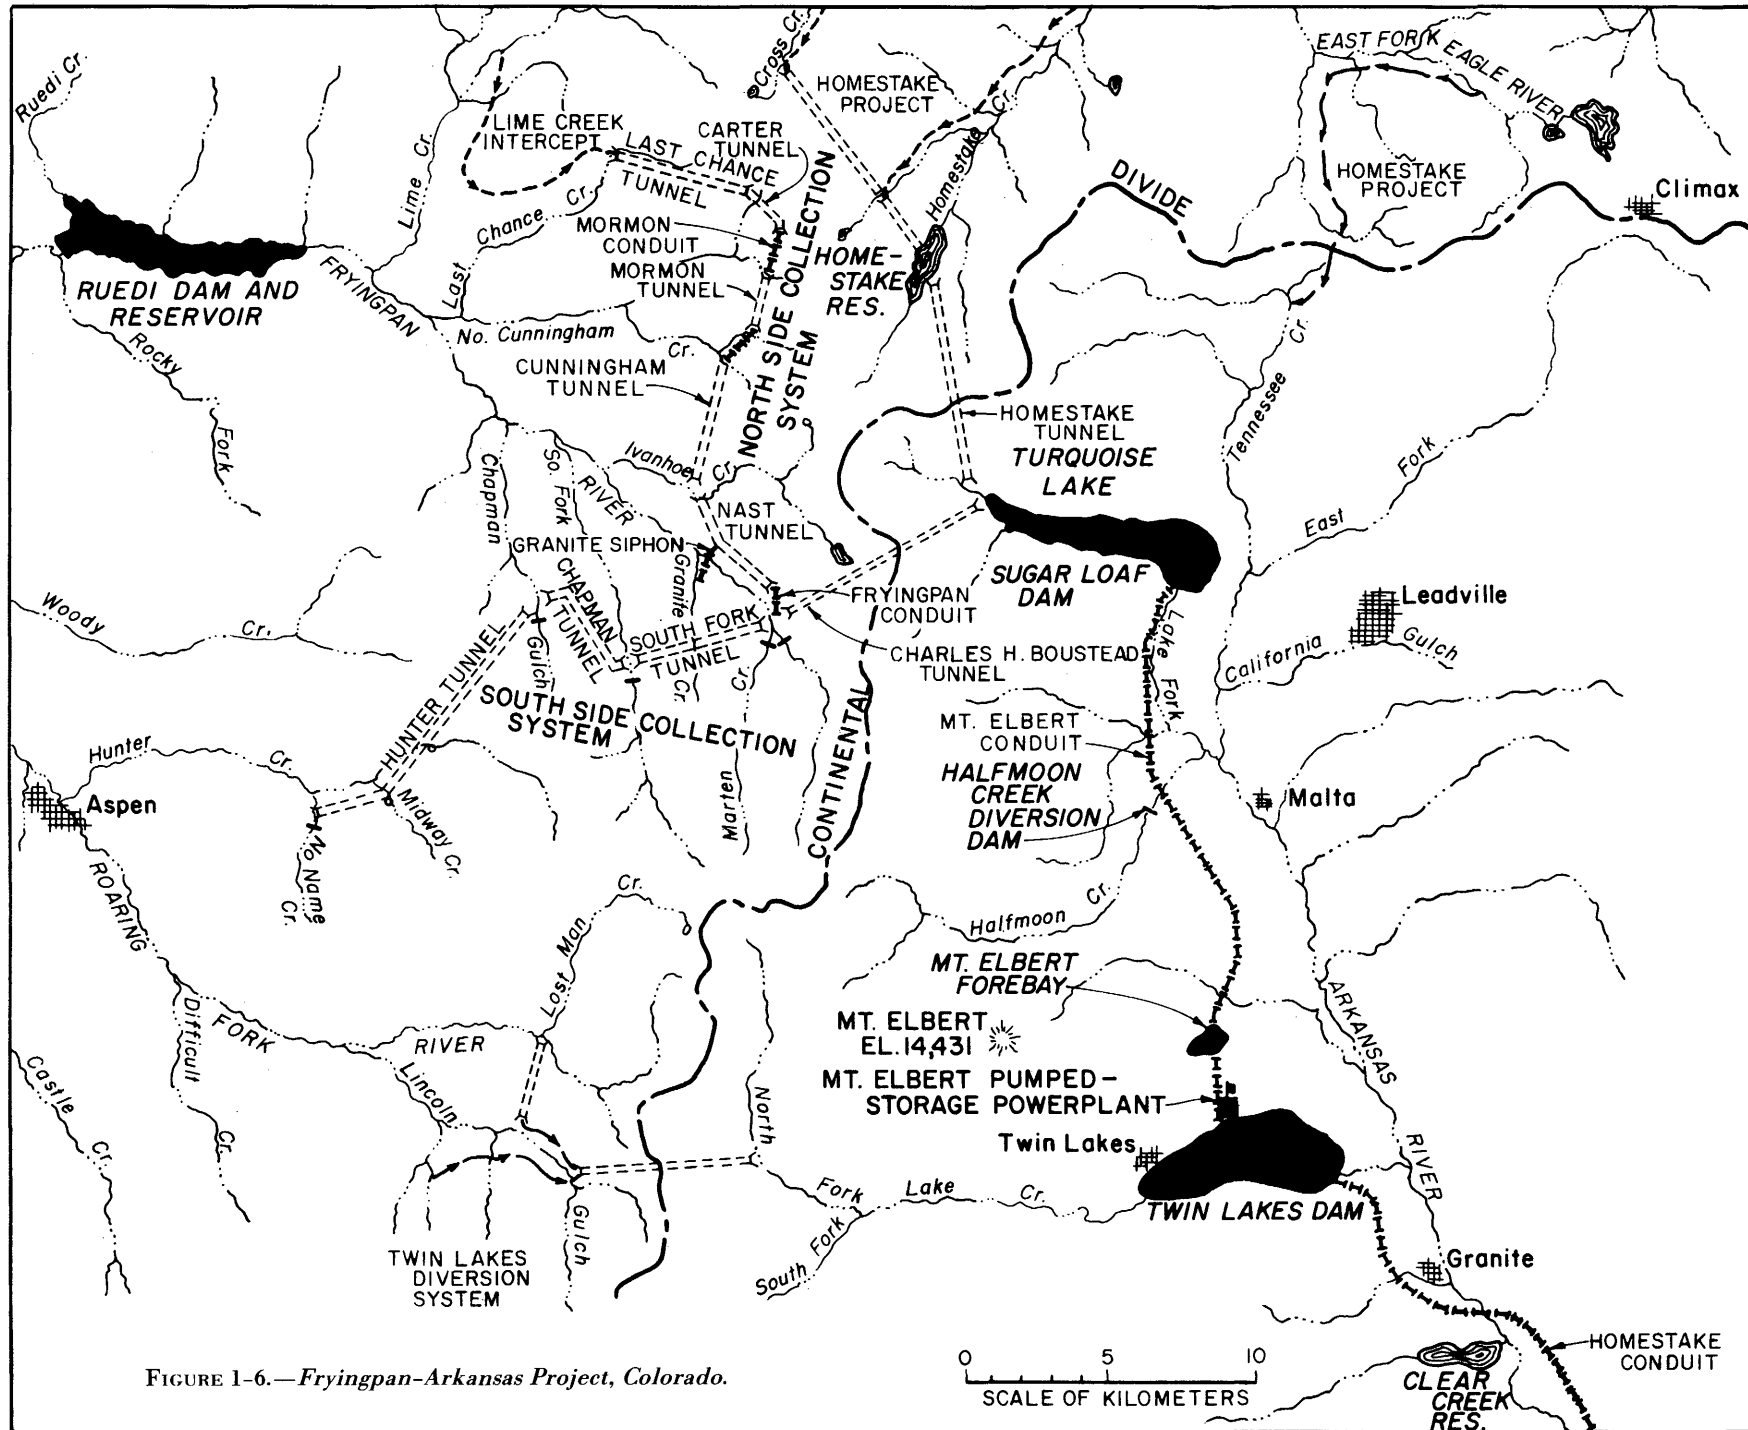 Ruedi Cr.
Cross Cr.
HOMESTAKE
PROJECT
EAST FORK EAGLE RIVER
LIME CREEK
INTERCEPT
CARTER
TUNNEL
LAST CHANCE
TUNNEL
Lime Cr.
Homestake Cr.
HOMESTAKE
PROJECT
Climax
DIVIDE
Last Chance Cr.
MORMON
CONDUIT
MORMON
TUNNEL
NORTH SIDE COLLECTION
SYSTEM
HOME-
STAKE
RES.
RUEDI DAM AND
RESERVOIR
FRYINGPAN
No. Cunningham
Cr.
Rocky
Fork
CUNNINGHAM
TUNNEL
Tennessee Cr.
HOMESTAKE
TUNNEL
TURQUOISE
LAKE
East Fork
Ivanhoe Cr.
Chapman
So. Fork
RIVER
NAST
TUNNEL
GRANITE SIPHON
Granite
Cr.
CHAPMAN
TUNNEL
SUGAR LOAF
DAM
FRYINGPAN
CONDUIT
Leadville
Woody Cr.
Gulch
SOUTH FORK
TUNNEL
Cr.
CHARLES H. BOUSTEAD
TUNNEL
Lake
Fork
California Gulch
HUNTER TUNNEL
SOUTH SIDE COLLECTION
SYSTEM
MT. ELBERT
CONDUIT
HALFMOON
CREEK
DIVERSION
DAM
Malta
Hunter Cr.
Aspen
Midway Cr.
Marten
CONTINENTAL
No Name
Cr.
ROARING
Cr.
Lost Man
Halfmoon Cr.
MT. ELBERT
FOREBAY
MT. ELBERT
EL. 14,431
ARKANSAS
MT. ELBERT PUMPED-
STORAGE POWERPLANT
Difficult
Cr.
FORK
RIVER
Lincoln
Castle
Cr.
North
Twin Lakes
RIVER
Fork Lake Cr.
TWIN LAKES DAM
South Fork
Gulch
TWIN LAKES
DIVERSION
SYSTEM
Granite
HOMESTAKE
CONDUIT
CLEAR
CREEK
RES.
0 5 10
SCALE OF KILOMETERS
FIGURE 1-6.—Fryingpan-Arkansas Project, Colorado.